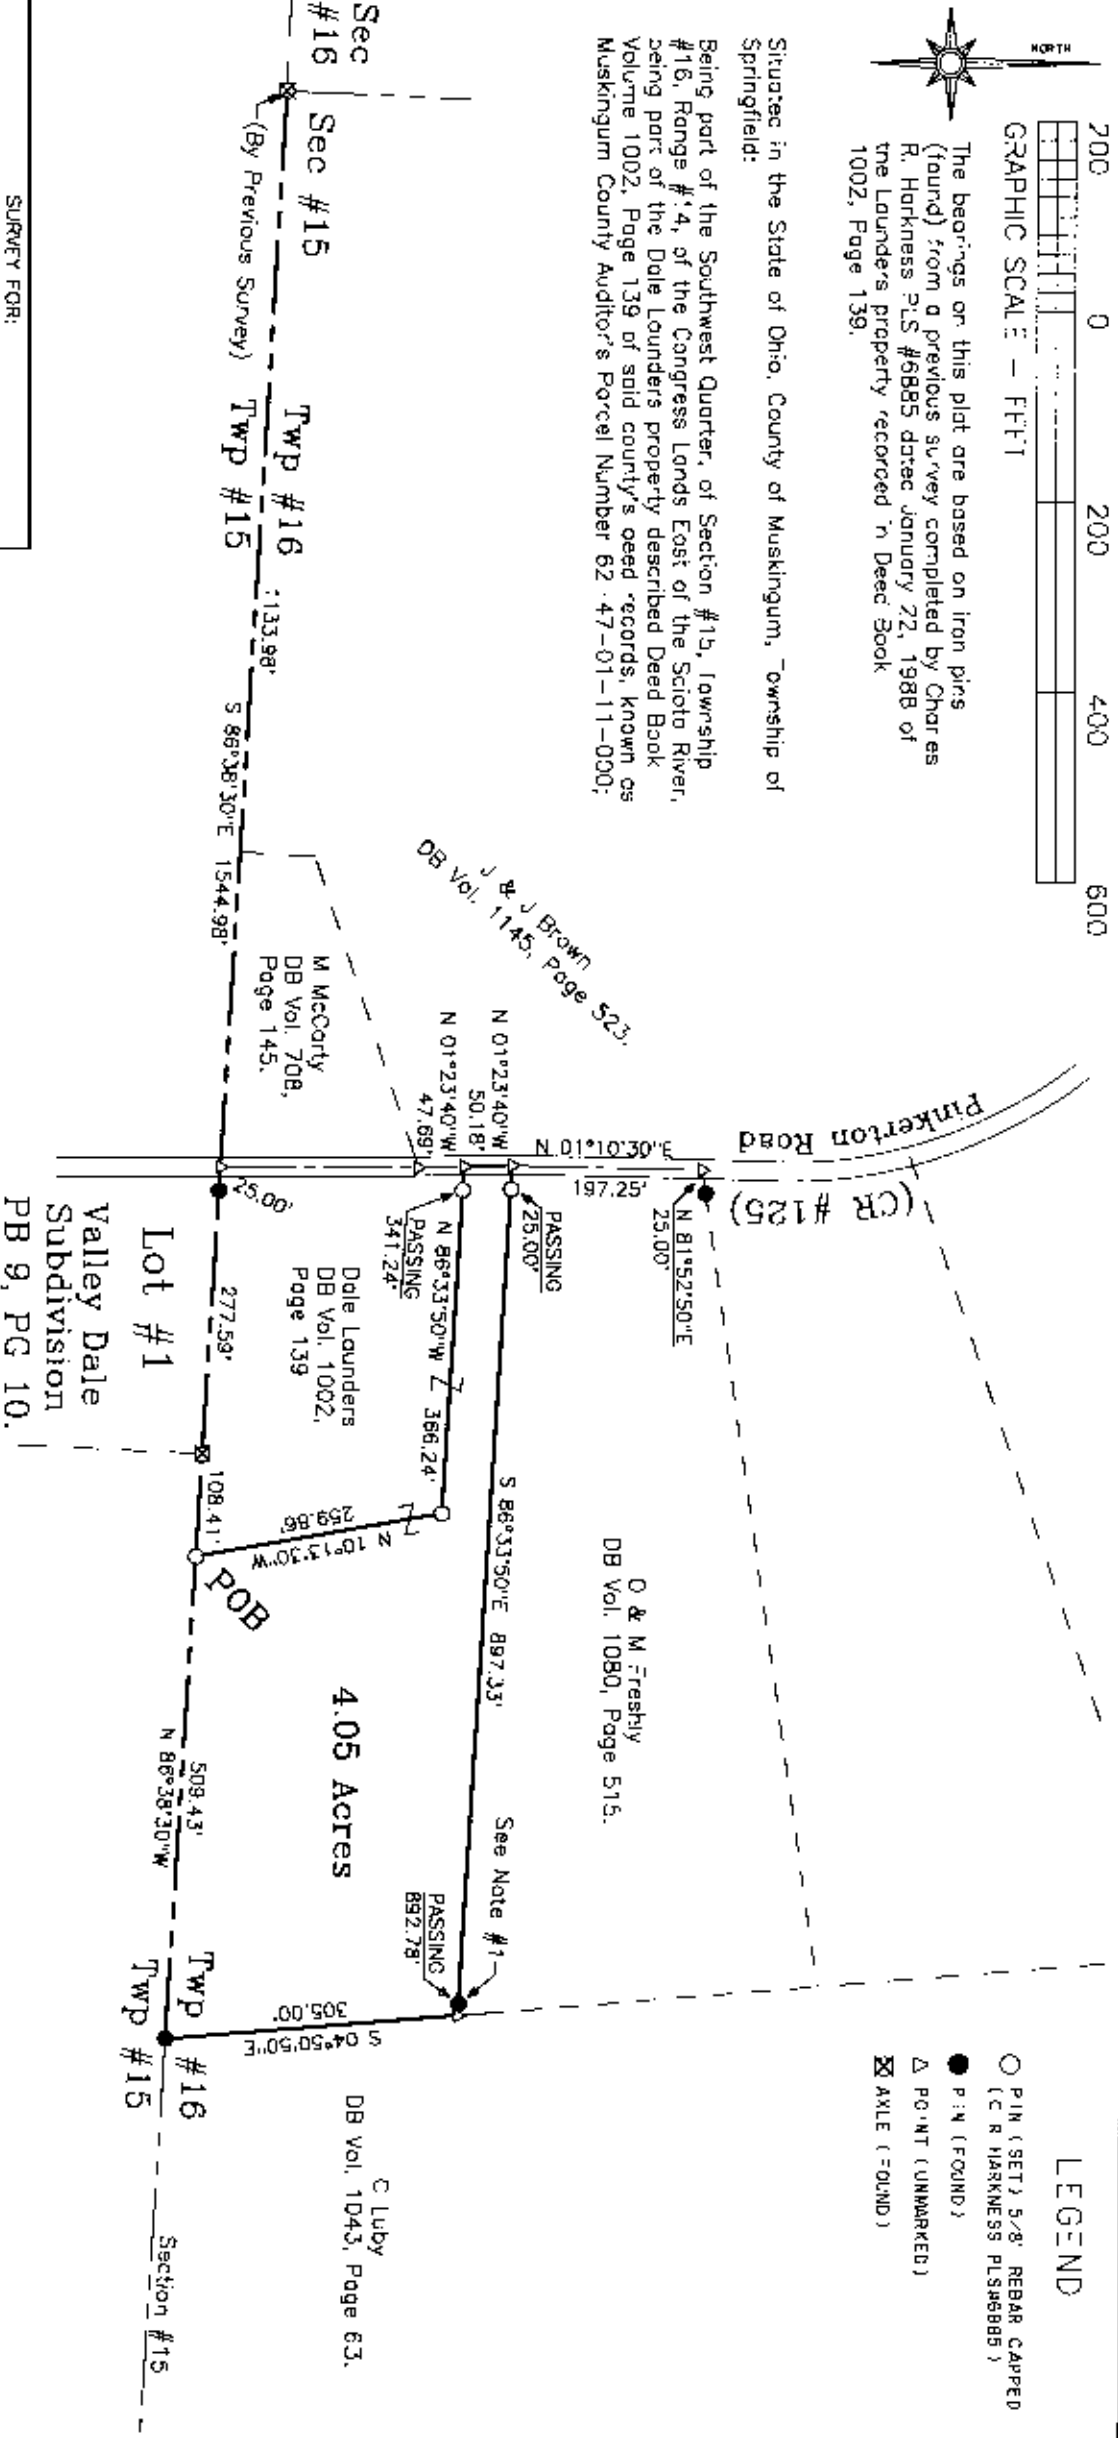 NORTH
200 0 200 400 600
GRAPHIC SCALE - FEET
The bearings on this plat are based on iron pins
(found) from a previous survey completed by Charles
R. Harkness PLS #6885 dated January 22, 1988 of
the Launders property recorded in Deed Book
1002, Page 139.
Situated in the State of Ohio, County of Muskingum, Township of
Springfield:
Being part of the Southwest Quarter, of Section #15, Township
#16, Range #14, of the Congress Lands East of the Scioto River,
being part of the Dale Launders property described Deed Book
Volume 1002, Page 139 of said county's deed records, known as
Muskingum County Auditor's Parcel Number 62-47-01-11-000;
LEGEND
PIN (SET) 5/8" REBAR CAPPED
(C R HARKNESS PLS#6885)
PIN (FOUND)
POINT (UNMARKED)
AXLE (FOUND)
Pinkerton Road
(CR #125)
J & J Brown
DB Vol. 1145, Page 523.
N 81°52'50"E
25.00'
N 01°10'30"E
197.25'
N 01°23'40"W
50.18'
N 01°23'40"W
47.69'
PASSING
25.00'
PASSING
341.24'
N 86°33'50"W 366.24'
S 86°33'50"E 897.33'
O & M Freshly
DB Vol. 1080, Page 515.
See Note #1
PASSING
892.78'
C Luby
DB Vol. 1043, Page 63.
S 04°50'50"E
305.00'
4.05 Acres
Dale Launders
DB Vol. 1002,
Page 139
N 10°13'30"W
259.86'
M McCarty
DB Vol. 708,
Page 145.
Sec
#16
Sec #15
(By Previous Survey)
Twp #16
Twp #15
1133.98'
S 86°38'30"E 1544.98'
25.00'
277.59'
108.41'
POB
509.43'
N 86°38'30"W
Twp #16
Twp #15
Section #15
Lot #1
Valley Dale
Subdivision
PB 9, PG 10.
SURVEY FOR: